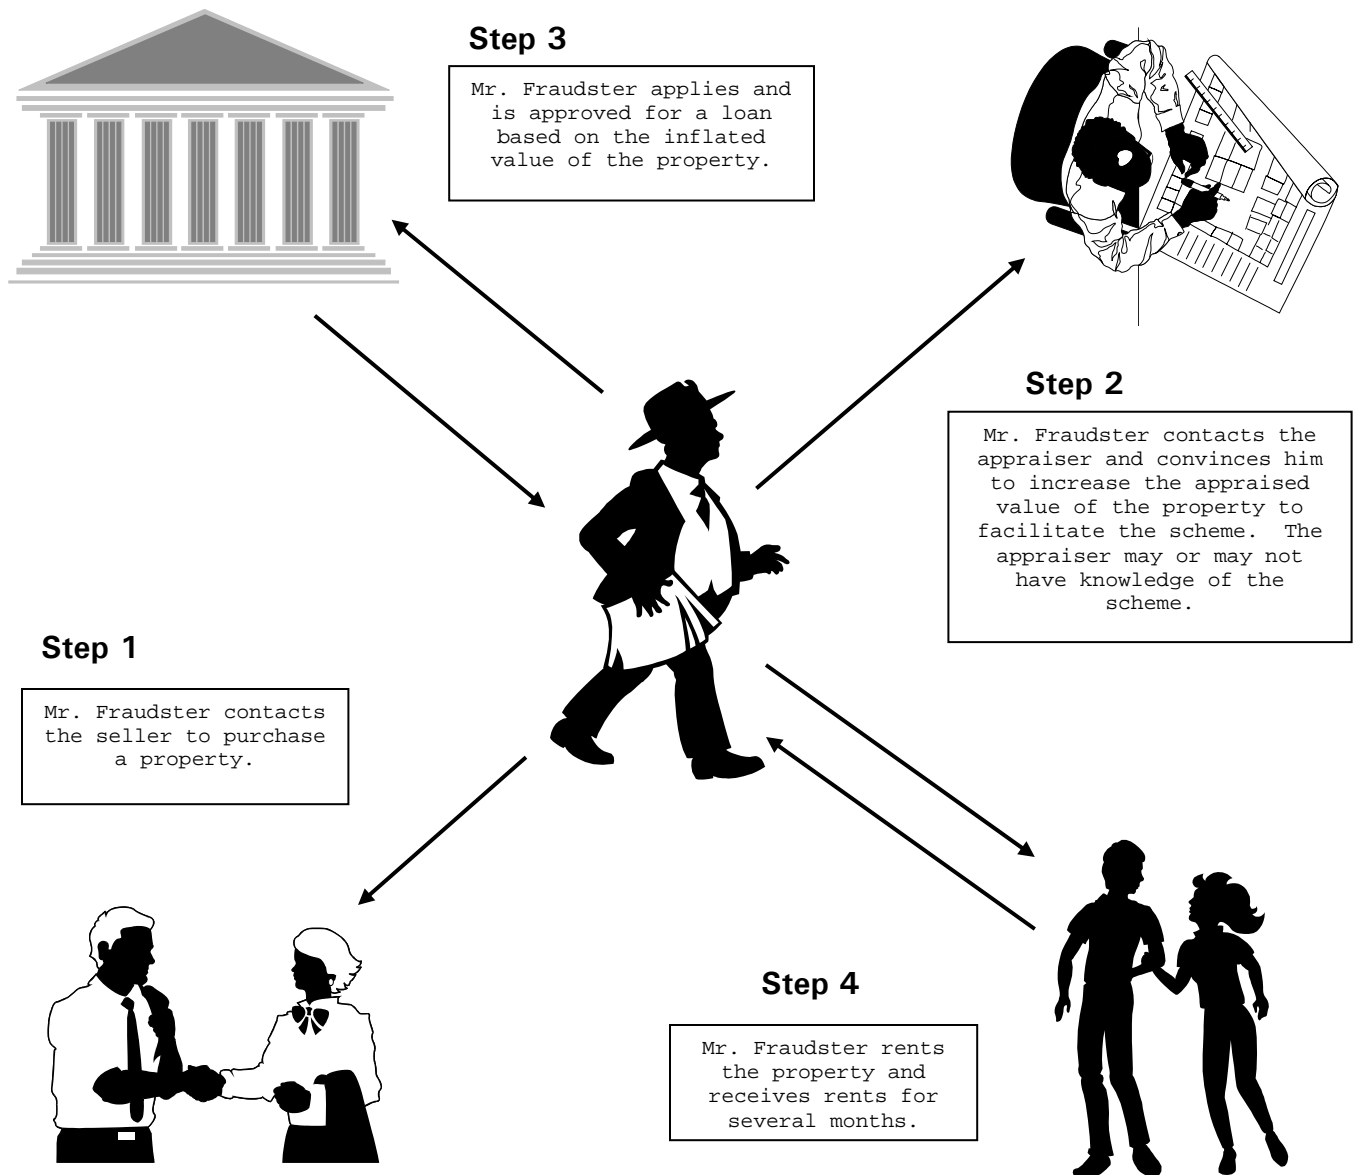 Step 3
Mr. Fraudster applies and
is approved for a loan
based on the inflated
value of the property.
Step 2
Mr. Fraudster contacts the
appraiser and convinces him
to increase the appraised
value of the property to
facilitate the scheme.  The
appraiser may or may not
have knowledge of the
scheme.
Step 1
Mr. Fraudster contacts
the seller to purchase
a property.
Step 4
Mr. Fraudster rents
the property and
receives rents for
several months.